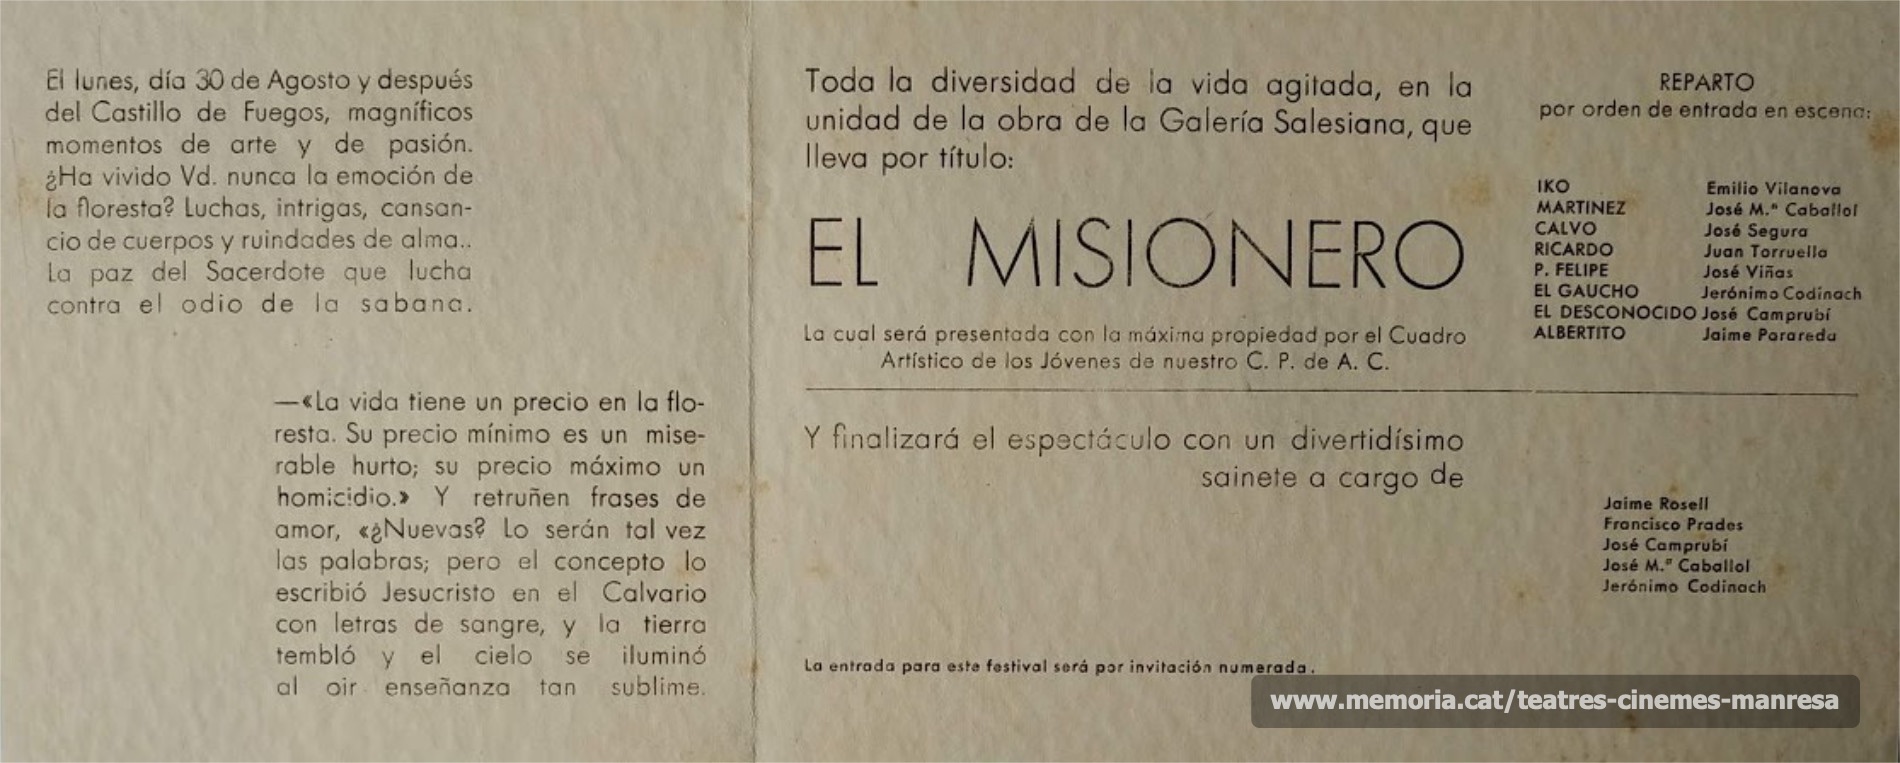 El lunes, día 30 de Agosto y después
del Castillo de Fuegos, magníficos
momentos de arte y de pasión.
¿Ha vivido Vd. nunca la emoción de
la floresta? Luchas, intrigas, cansan-
cio de cuerpos y ruindades de alma..
La paz del Sacerdote que lucha
contra el odio de la sabana.
—«La vida tiene un precio en la flo-
resta. Su precio mínimo es un mise-
rable hurto; su precio máximo un
homicidio.» Y retruñen frases de
amor, «¿Nuevas? Lo serán tal vez
las palabras; pero el concepto lo
escribió Jesucristo en el Calvario
con letras de sangre, y la tierra
tembló y el cielo se iluminó
al oir enseñanza tan sublime.
Toda la diversidad de la vida agitada, en la
unidad de la obra de la Galería Salesiana, que
lleva por título:
EL MISIONERO
La cual será presentada con la máxima propiedad por el Cuadro
Artístico de los Jóvenes de nuestro C. P. de A. C.
Y finalizará el espectáculo con un divertidísimo
sainete a cargo de
La entrada para este festival será por invitación numerada.
REPARTO
por orden de entrada en escena:
IKO Emilio Vilanova
MARTINEZ José M.ª Caballol
CALVO José Segura
RICARDO Juan Torruella
P. FELIPE José Viñas
EL GAUCHO Jerónimo Codinach
EL DESCONOCIDO José Camprubí
ALBERTITO Jaime Parareda
Jaime Rosell
Francisco Prades
José Camprubí
José M.ª Caballol
Jerónimo Codinach
www.memoria.cat/teatres-cinemes-manresa